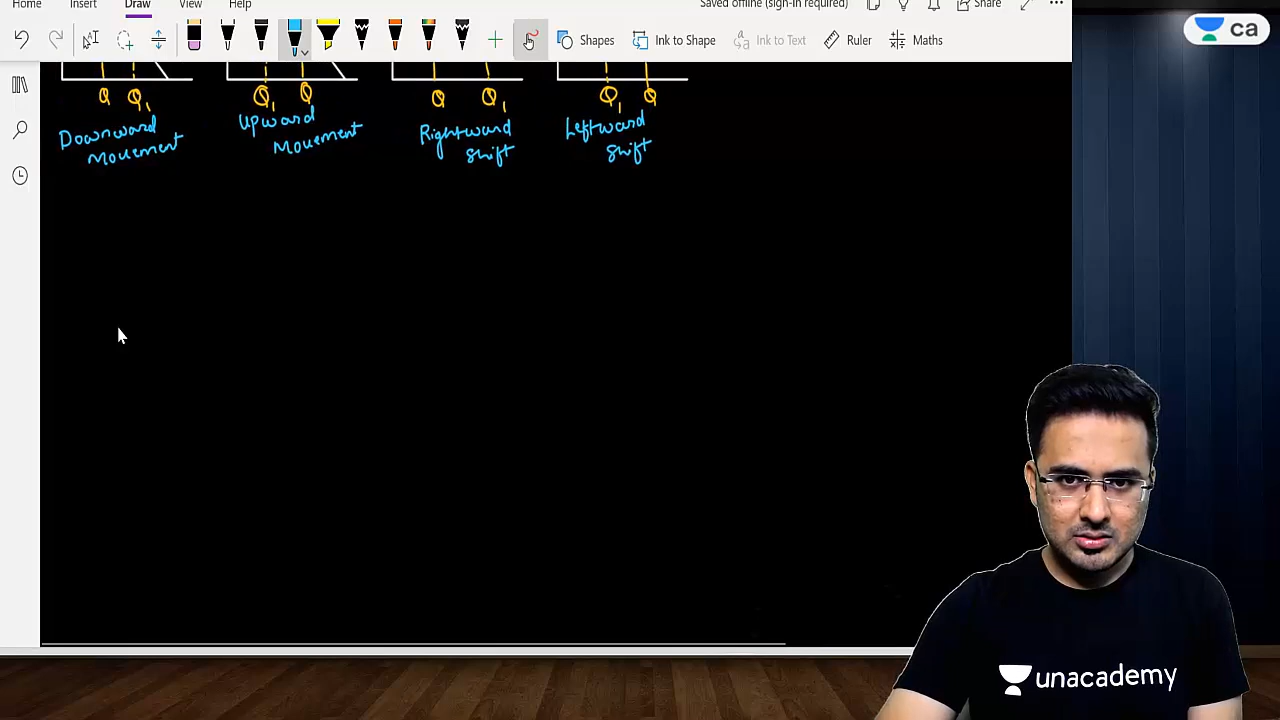 Home Insert Draw View Help Saved offline (sign-in required) Share
Shapes Ink to Shape Ink to Text Ruler Maths
ca
Q Q1 Q1 Q Q Q1 Q1 Q
Downward Movement
Upward Movement
Rightward Shift
Leftward Shift
unacademy